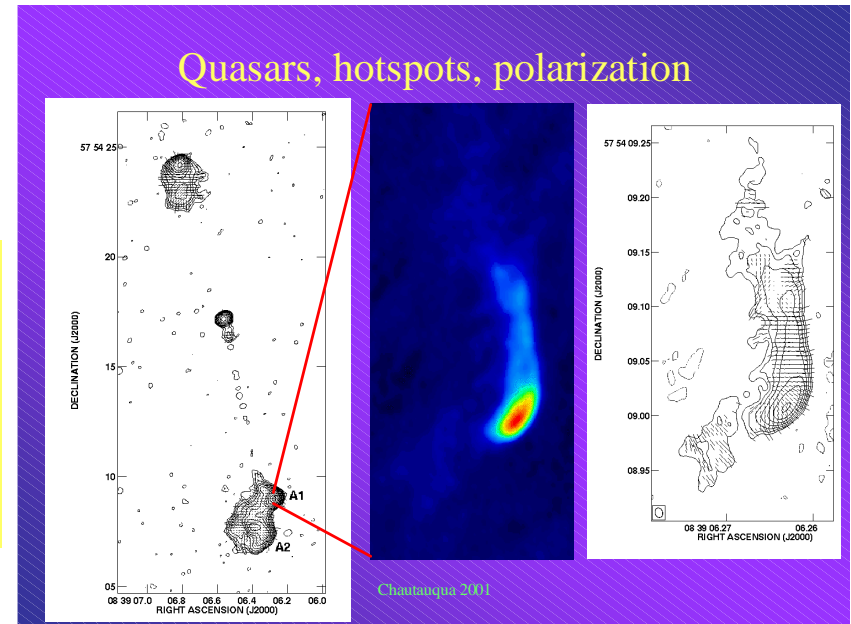 Quasars, hotspots, polarization
57 54 25
20
15
10
05
DECLINATION (J2000)
A1
A2
08 39 07.0 06.8 06.6 06.4 06.2 06.0
RIGHT ASCENSION (J2000)
57 54 09.25
09.20
09.15
09.10
09.05
09.00
08.95
DECLINATION (J2000)
08 39 06.27 06.26
RIGHT ASCENSION (J2000)
Chautauqua 2001